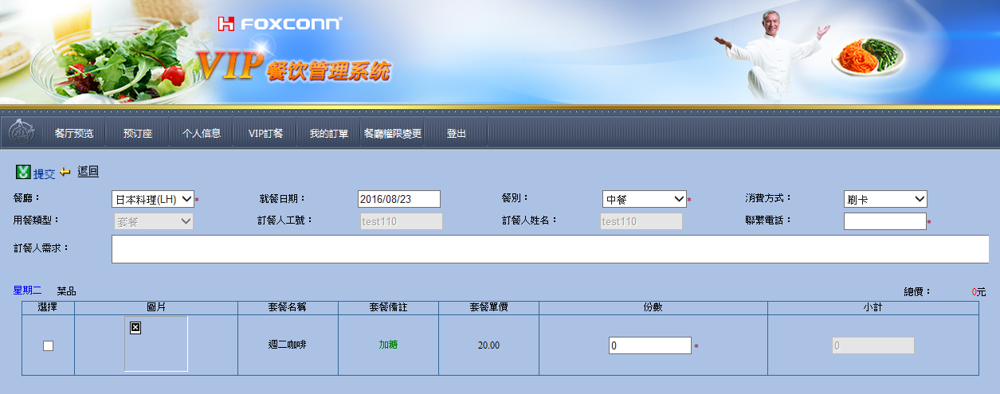 FOXCONN®
VIP餐饮管理系统
餐厅预览 预订座 个人信息 VIP訂餐 我的訂單 餐廳權限變更 登出
提交 返回
餐廳： 日本料理(LH) * 就餐日期： 2016/08/23 餐別： 中餐 * 消費方式： 刷卡
用餐類型： 套餐 訂餐人工號： test110 訂餐人姓名： test110 聯繫電話： *
訂餐人需求：
星期二 菜品 總價： 0元
選擇 圖片 套餐名稱 套餐備註 套餐單價 份數 小計
週二咖啡 加糖 20.00 0 * 0